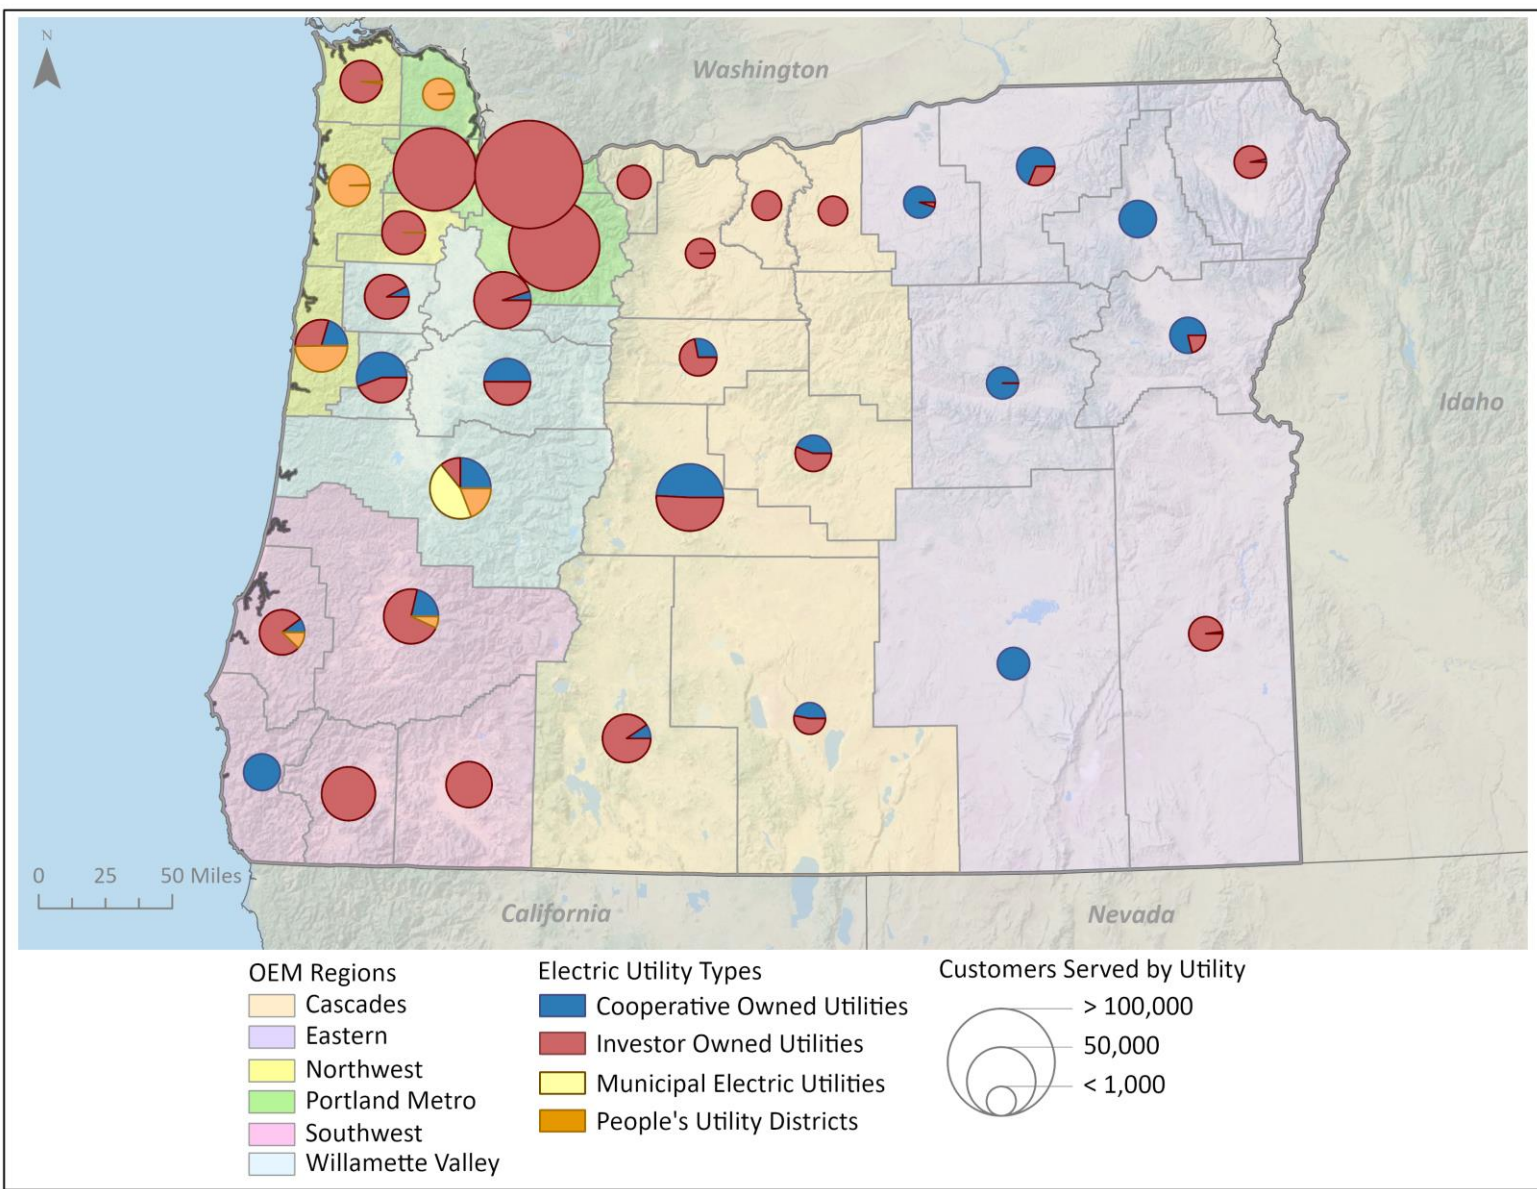 N
Washington
Idaho
0 25 50 Miles
California
Nevada
OEM Regions
Cascades
Eastern
Northwest
Portland Metro
Southwest
Willamette Valley
Electric Utility Types
Cooperative Owned Utilities
Investor Owned Utilities
Municipal Electric Utilities
People's Utility Districts
Customers Served by Utility
> 100,000
50,000
< 1,000